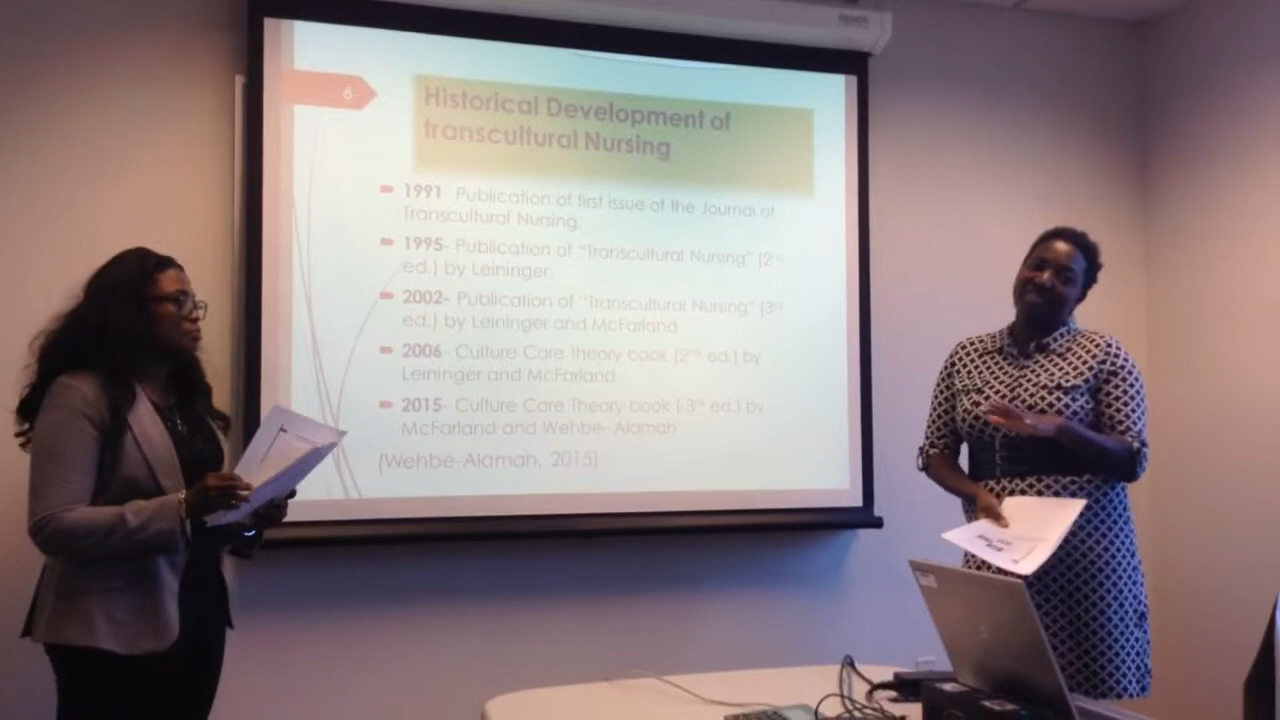 6
Historical Development of
transcultural Nursing
1991- Publication of first issue of the Journal of
Transcultural Nursing.
1995- Publication of "Transcultural Nursing" (2nd
ed.) by Leininger
2002- Publication of "Transcultural Nursing" (3rd
ed.) by Leininger and McFarland
2006- Culture Care Theory book (2nd ed.) by
Leininger and McFarland.
2015- Culture Care Theory book ( 3rd ed.) by
McFarland and Wehbe- Alamah
(Wehbe-Alamah, 2015)